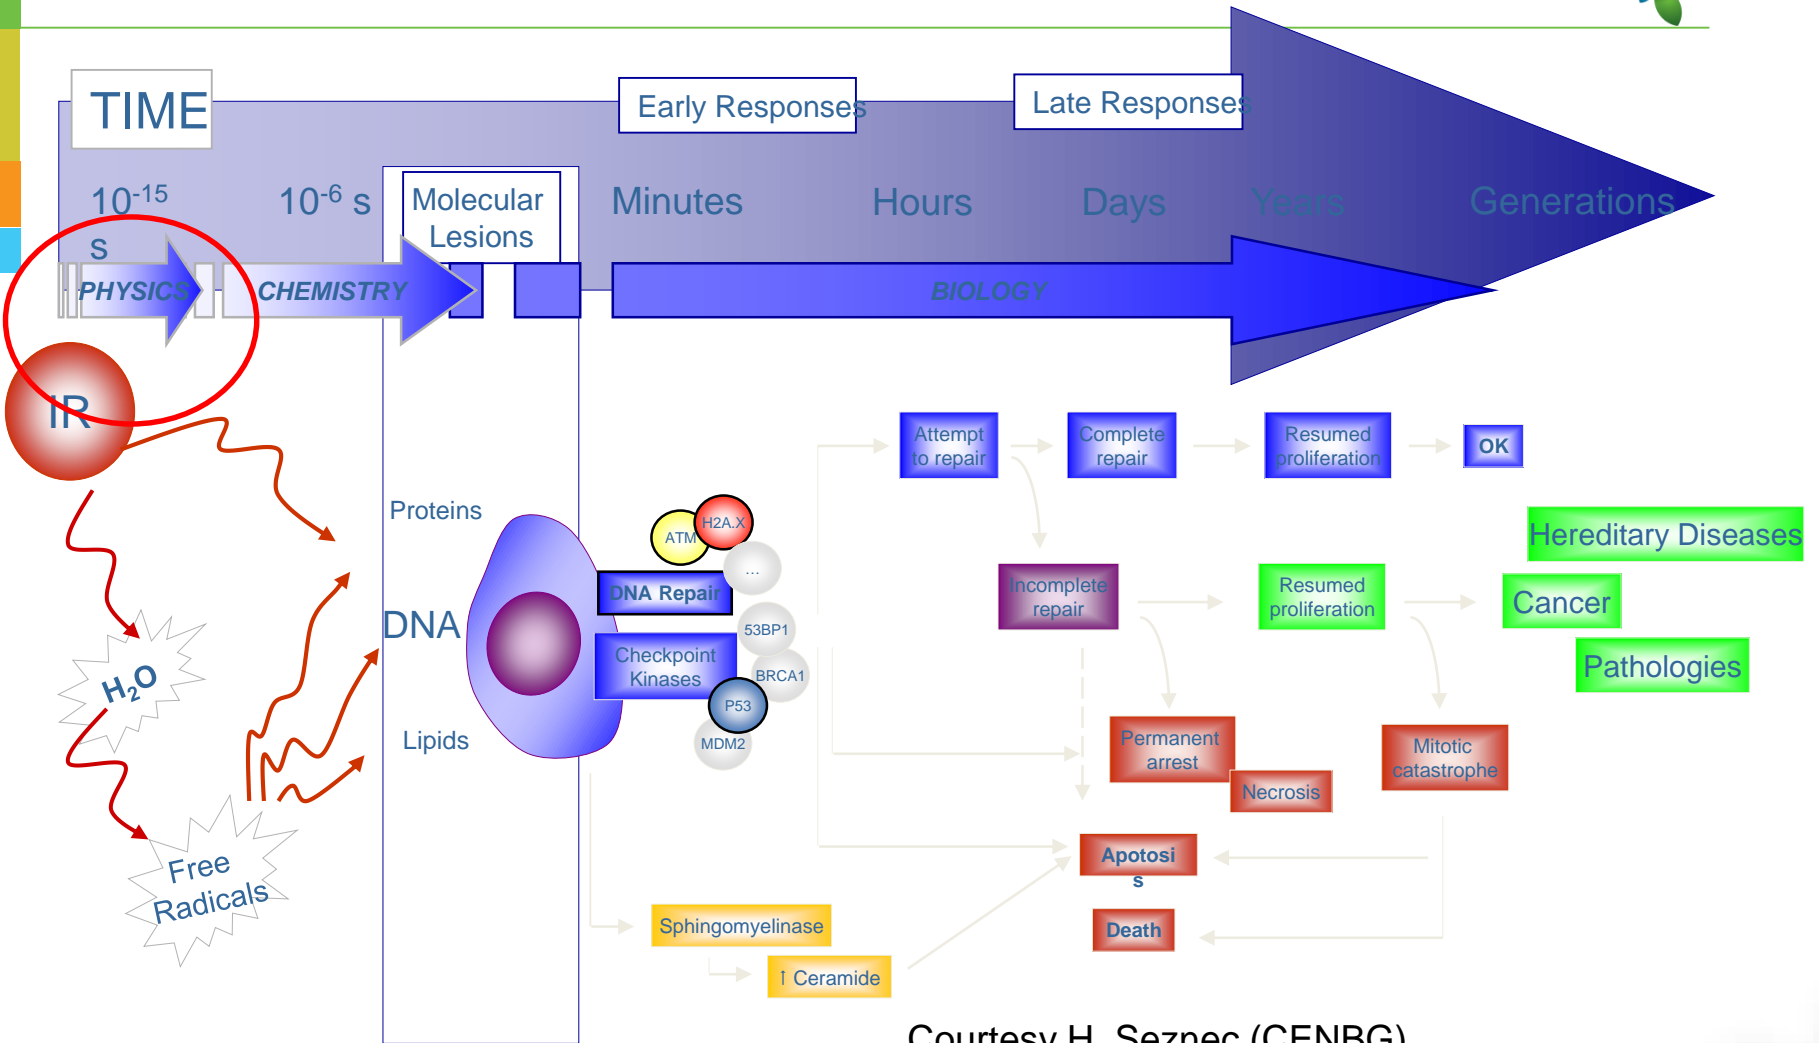 TIME
Early Responses
Late Responses
10-15
s
10-6 s
Molecular
Lesions
Minutes
Hours
Days
Years
Generations
PHYSICS
CHEMISTRY
BIOLOGY
IR
Attempt
to repair
Complete
repair
Resumed
proliferation
OK
Proteins
ATM
H2A.X
...
Hereditary Diseases
DNA Repair
Incomplete
repair
Resumed
proliferation
Cancer
DNA
53BP1
Checkpoint
Kinases
BRCA1
Pathologies
H2O
P53
Lipids
MDM2
Permanent
arrest
Mitotic
catastrophe
Necrosis
Free
Radicals
Apotosi
s
Sphingomyelinase
Death
↑ Ceramide
Courtesy H. Seznec (CENBG)